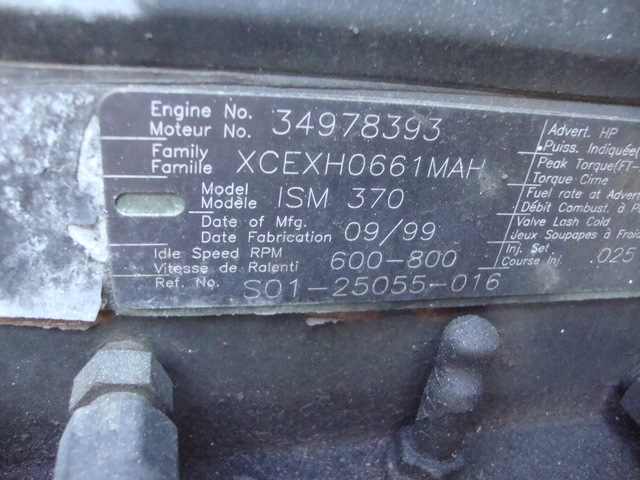 Engine No. 34978393
Moteur No.
Family XCEXH0661MAH
Famille
Model ISM 370
Modèle
Date of Mfg. 09/99
Date Fabrication
Idle Speed RPM 600-800
Vitesse de Ralenti
Ref. No. S01-25055-016
Advert. HP
Puiss. Indiquée(
Peak Torque(FT-
Torque Cime
Fuel rate at Advert
Débit Combust. à P
Valve Lash Cold
Jeux Soupapes à Froid
Inj. Set .025
Course Inj.